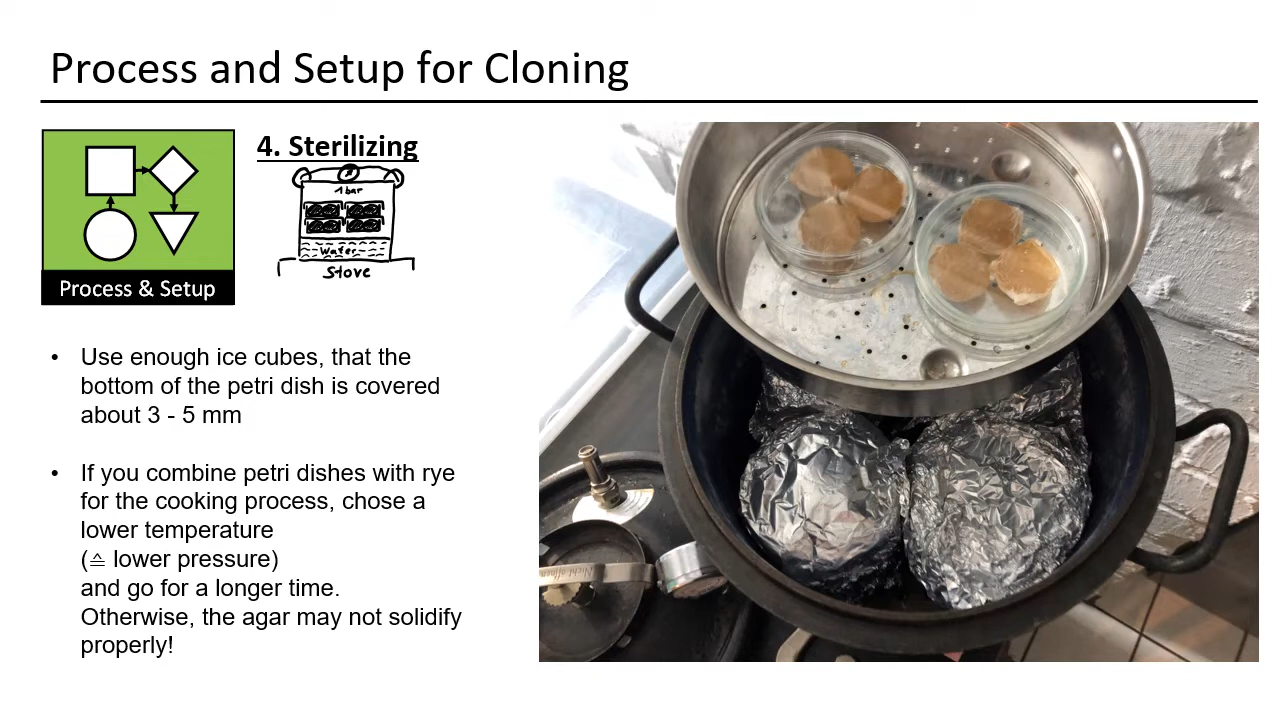 Process and Setup for Cloning
4. Sterilizing
1 bar
Water
Stove
Process & Setup
• Use enough ice cubes, that the
bottom of the petri dish is covered
about 3 - 5 mm
• If you combine petri dishes with rye
for the cooking process, chose a
lower temperature
(≙ lower pressure)
and go for a longer time.
Otherwise, the agar may not solidify
properly!